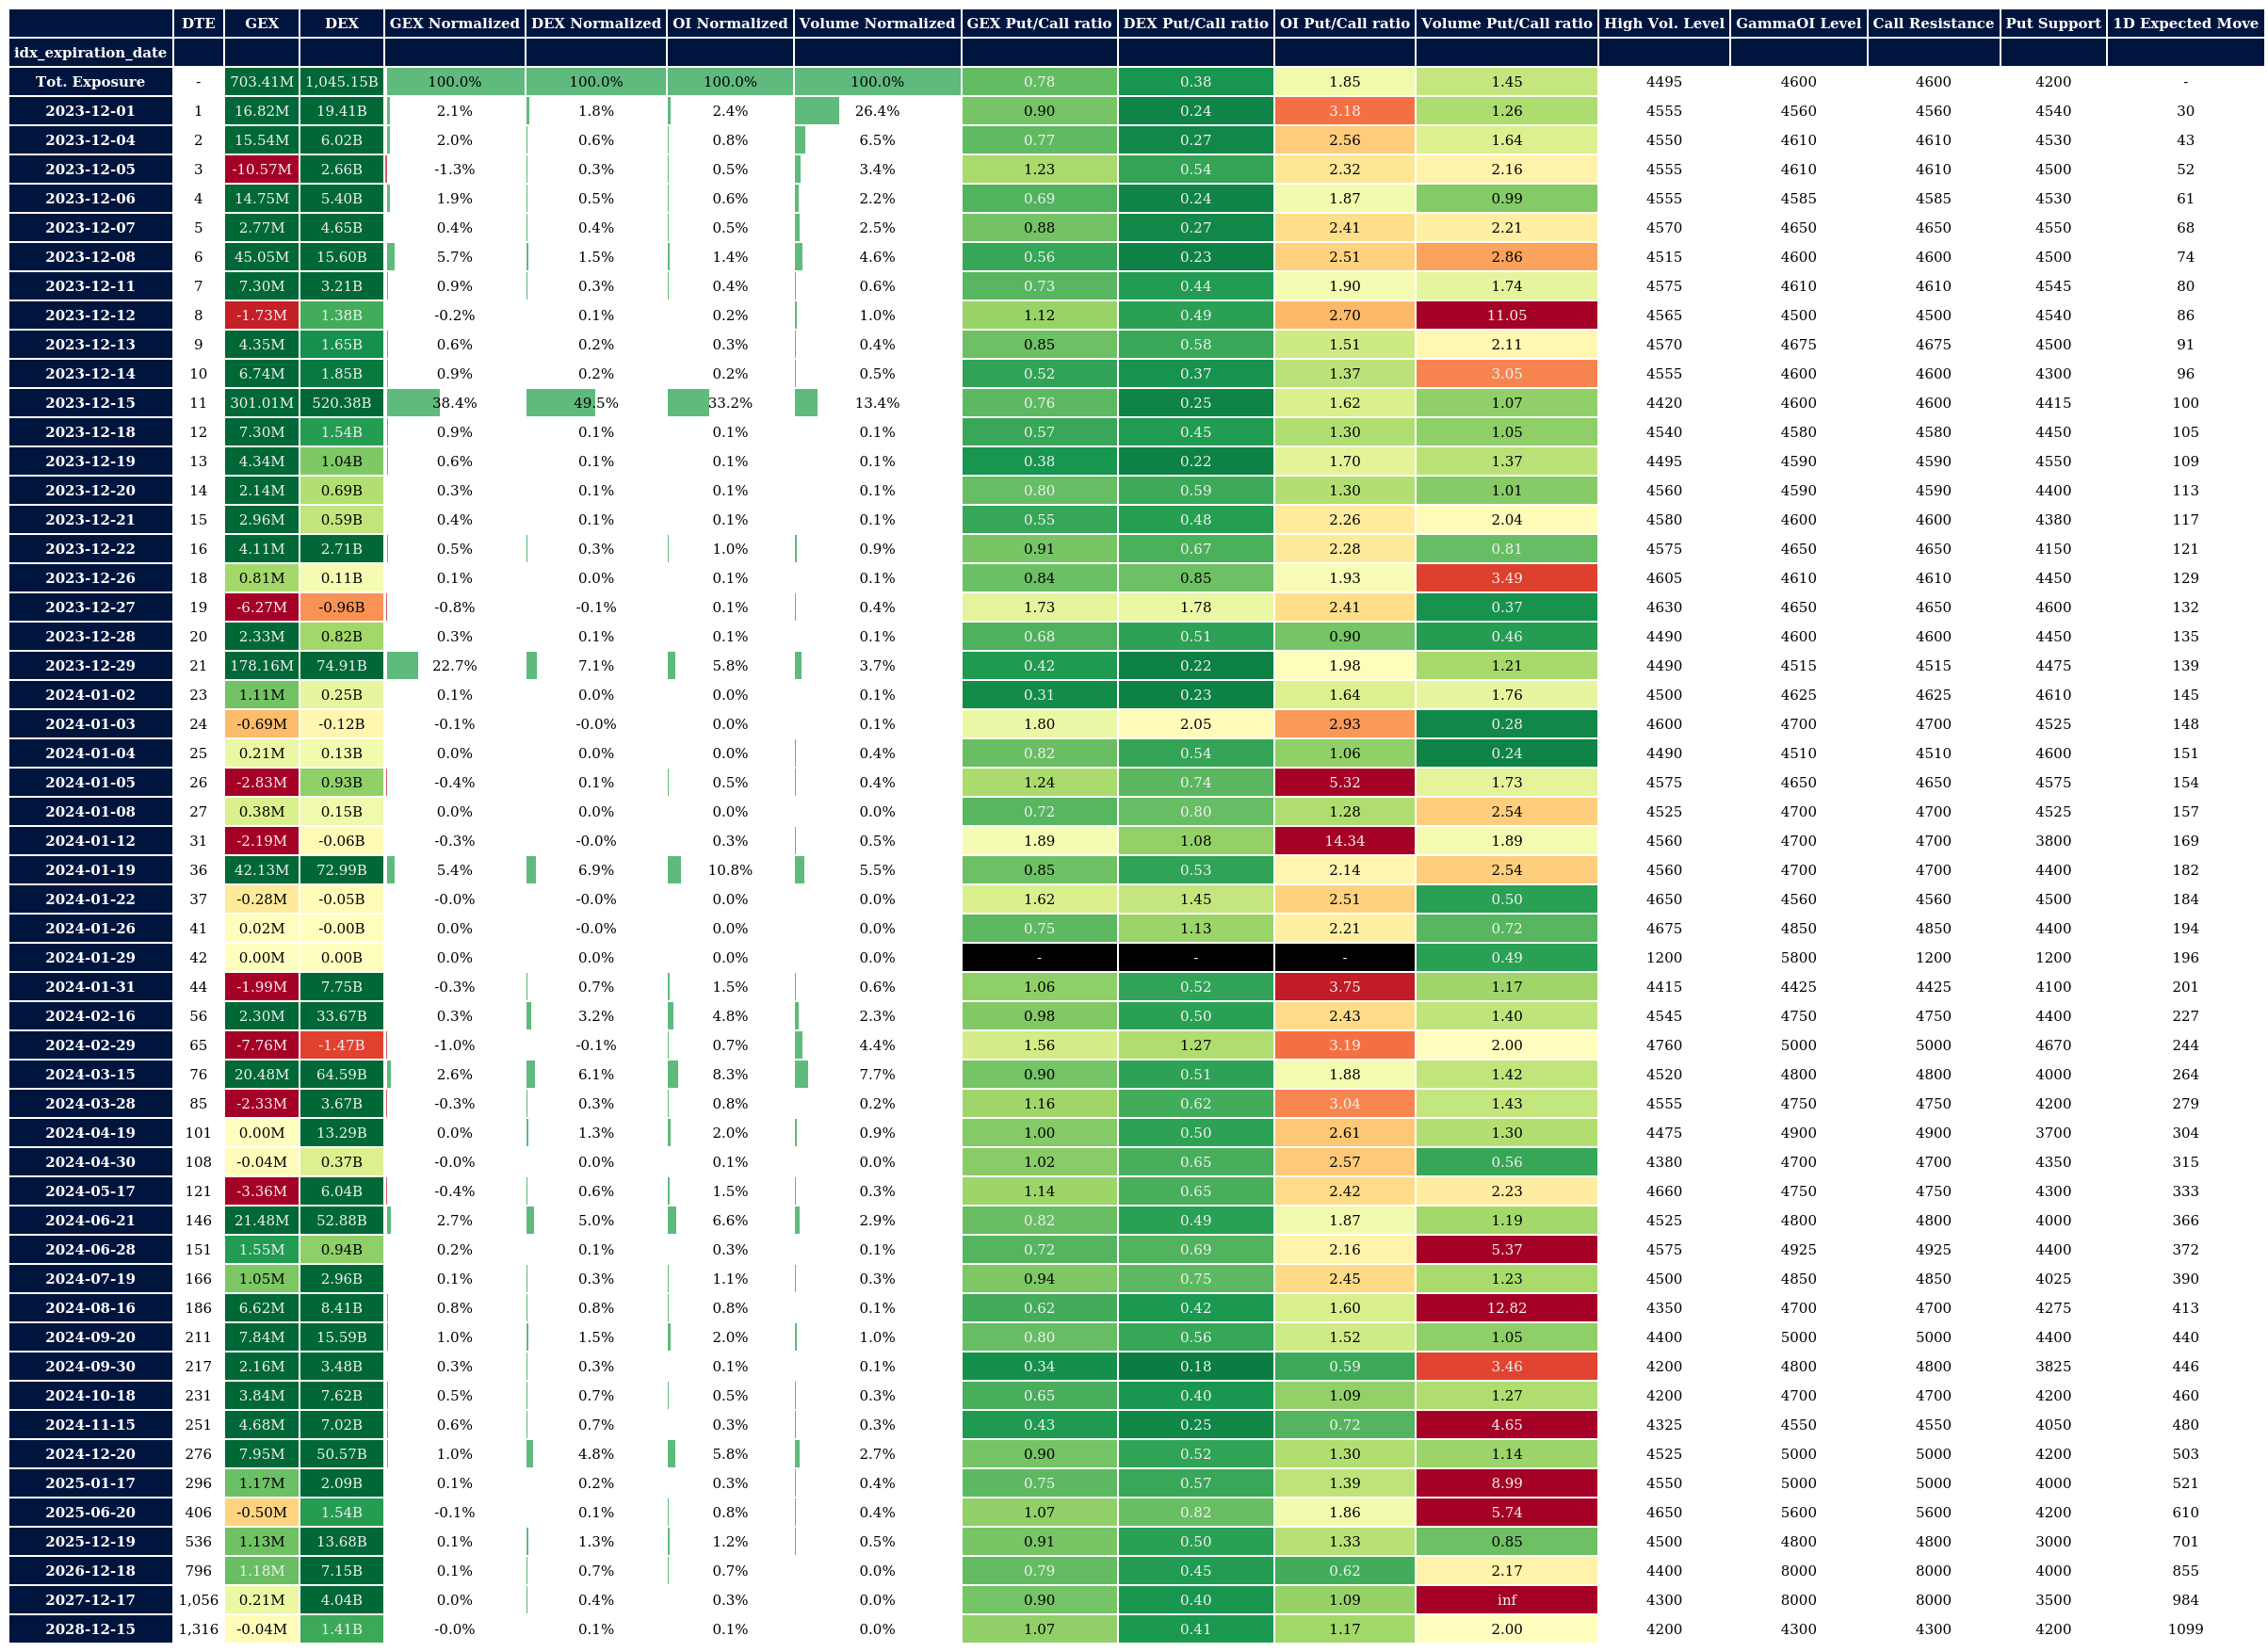 DTE GEX DEX GEX Normalized DEX Normalized OI Normalized Volume Normalized GEX Put/Call ratio DEX Put/Call ratio OI Put/Call ratio Volume Put/Call ratio High Vol. Level GammaOI Level Call Resistance Put Support 1D Expected Move
idx_expiration_date
Tot. Exposure - 703.41M 1,045.15B 100.0% 100.0% 100.0% 100.0% 0.78 0.38 1.85 1.45 4495 4600 4600 4200 -
2023-12-01 1 16.82M 19.41B 2.1% 1.8% 2.4% 26.4% 0.90 0.24 3.18 1.26 4555 4560 4560 4540 30
2023-12-04 2 15.54M 6.02B 2.0% 0.6% 0.8% 6.5% 0.77 0.27 2.56 1.64 4550 4610 4610 4530 43
2023-12-05 3 -10.57M 2.66B -1.3% 0.3% 0.5% 3.4% 1.23 0.54 2.32 2.16 4555 4610 4610 4500 52
2023-12-06 4 14.75M 5.40B 1.9% 0.5% 0.6% 2.2% 0.69 0.24 1.87 0.99 4555 4585 4585 4530 61
2023-12-07 5 2.77M 4.65B 0.4% 0.4% 0.5% 2.5% 0.88 0.27 2.41 2.21 4570 4650 4650 4550 68
2023-12-08 6 45.05M 15.60B 5.7% 1.5% 1.4% 4.6% 0.56 0.23 2.51 2.86 4515 4600 4600 4500 74
2023-12-11 7 7.30M 3.21B 0.9% 0.3% 0.4% 0.6% 0.73 0.44 1.90 1.74 4575 4610 4610 4545 80
2023-12-12 8 -1.73M 1.38B -0.2% 0.1% 0.2% 1.0% 1.12 0.49 2.70 11.05 4565 4500 4500 4540 86
2023-12-13 9 4.35M 1.65B 0.6% 0.2% 0.3% 0.4% 0.85 0.58 1.51 2.11 4570 4675 4675 4500 91
2023-12-14 10 6.74M 1.85B 0.9% 0.2% 0.2% 0.5% 0.52 0.37 1.37 3.05 4555 4600 4600 4300 96
2023-12-15 11 301.01M 520.38B 38.4% 49.5% 33.2% 13.4% 0.76 0.25 1.62 1.07 4420 4600 4600 4415 100
2023-12-18 12 7.30M 1.54B 0.9% 0.1% 0.1% 0.1% 0.57 0.45 1.30 1.05 4540 4580 4580 4450 105
2023-12-19 13 4.34M 1.04B 0.6% 0.1% 0.1% 0.1% 0.38 0.22 1.70 1.37 4495 4590 4590 4550 109
2023-12-20 14 2.14M 0.69B 0.3% 0.1% 0.1% 0.1% 0.80 0.59 1.30 1.01 4560 4590 4590 4400 113
2023-12-21 15 2.96M 0.59B 0.4% 0.1% 0.1% 0.1% 0.55 0.48 2.26 2.04 4580 4600 4600 4380 117
2023-12-22 16 4.11M 2.71B 0.5% 0.3% 1.0% 0.9% 0.91 0.67 2.28 0.81 4575 4650 4650 4150 121
2023-12-26 18 0.81M 0.11B 0.1% 0.0% 0.1% 0.1% 0.84 0.85 1.93 3.49 4605 4610 4610 4450 129
2023-12-27 19 -6.27M -0.96B -0.8% -0.1% 0.1% 0.4% 1.73 1.78 2.41 0.37 4630 4650 4650 4600 132
2023-12-28 20 2.33M 0.82B 0.3% 0.1% 0.1% 0.1% 0.68 0.51 0.90 0.46 4490 4600 4600 4450 135
2023-12-29 21 178.16M 74.91B 22.7% 7.1% 5.8% 3.7% 0.42 0.22 1.98 1.21 4490 4515 4515 4475 139
2024-01-02 23 1.11M 0.25B 0.1% 0.0% 0.0% 0.1% 0.31 0.23 1.64 1.76 4500 4625 4625 4610 145
2024-01-03 24 -0.69M -0.12B -0.1% -0.0% 0.0% 0.1% 1.80 2.05 2.93 0.28 4600 4700 4700 4525 148
2024-01-04 25 0.21M 0.13B 0.0% 0.0% 0.0% 0.4% 0.82 0.54 1.06 0.24 4490 4510 4510 4600 151
2024-01-05 26 -2.83M 0.93B -0.4% 0.1% 0.5% 0.4% 1.24 0.74 5.32 1.73 4575 4650 4650 4575 154
2024-01-08 27 0.38M 0.15B 0.0% 0.0% 0.0% 0.0% 0.72 0.80 1.28 2.54 4525 4700 4700 4525 157
2024-01-12 31 -2.19M -0.06B -0.3% -0.0% 0.3% 0.5% 1.89 1.08 14.34 1.89 4560 4700 4700 3800 169
2024-01-19 36 42.13M 72.99B 5.4% 6.9% 10.8% 5.5% 0.85 0.53 2.14 2.54 4560 4700 4700 4400 182
2024-01-22 37 -0.28M -0.05B -0.0% -0.0% 0.0% 0.0% 1.62 1.45 2.51 0.50 4650 4560 4560 4500 184
2024-01-26 41 0.02M -0.00B 0.0% -0.0% 0.0% 0.0% 0.75 1.13 2.21 0.72 4675 4850 4850 4400 194
2024-01-29 42 0.00M 0.00B 0.0% 0.0% 0.0% 0.0% - - - 0.49 1200 5800 1200 1200 196
2024-01-31 44 -1.99M 7.75B -0.3% 0.7% 1.5% 0.6% 1.06 0.52 3.75 1.17 4415 4425 4425 4100 201
2024-02-16 56 2.30M 33.67B 0.3% 3.2% 4.8% 2.3% 0.98 0.50 2.43 1.40 4545 4750 4750 4400 227
2024-02-29 65 -7.76M -1.47B -1.0% -0.1% 0.7% 4.4% 1.56 1.27 3.19 2.00 4760 5000 5000 4670 244
2024-03-15 76 20.48M 64.59B 2.6% 6.1% 8.3% 7.7% 0.90 0.51 1.88 1.42 4520 4800 4800 4000 264
2024-03-28 85 -2.33M 3.67B -0.3% 0.3% 0.8% 0.2% 1.16 0.62 3.04 1.43 4555 4750 4750 4200 279
2024-04-19 101 0.00M 13.29B 0.0% 1.3% 2.0% 0.9% 1.00 0.50 2.61 1.30 4475 4900 4900 3700 304
2024-04-30 108 -0.04M 0.37B -0.0% 0.0% 0.1% 0.0% 1.02 0.65 2.57 0.56 4380 4700 4700 4350 315
2024-05-17 121 -3.36M 6.04B -0.4% 0.6% 1.5% 0.3% 1.14 0.65 2.42 2.23 4660 4750 4750 4300 333
2024-06-21 146 21.48M 52.88B 2.7% 5.0% 6.6% 2.9% 0.82 0.49 1.87 1.19 4525 4800 4800 4000 366
2024-06-28 151 1.55M 0.94B 0.2% 0.1% 0.3% 0.1% 0.72 0.69 2.16 5.37 4575 4925 4925 4400 372
2024-07-19 166 1.05M 2.96B 0.1% 0.3% 1.1% 0.3% 0.94 0.75 2.45 1.23 4500 4850 4850 4025 390
2024-08-16 186 6.62M 8.41B 0.8% 0.8% 0.8% 0.1% 0.62 0.42 1.60 12.82 4350 4700 4700 4275 413
2024-09-20 211 7.84M 15.59B 1.0% 1.5% 2.0% 1.0% 0.80 0.56 1.52 1.05 4400 5000 5000 4400 440
2024-09-30 217 2.16M 3.48B 0.3% 0.3% 0.1% 0.1% 0.34 0.18 0.59 3.46 4200 4800 4800 3825 446
2024-10-18 231 3.84M 7.62B 0.5% 0.7% 0.5% 0.3% 0.65 0.40 1.09 1.27 4200 4700 4700 4200 460
2024-11-15 251 4.68M 7.02B 0.6% 0.7% 0.3% 0.3% 0.43 0.25 0.72 4.65 4325 4550 4550 4050 480
2024-12-20 276 7.95M 50.57B 1.0% 4.8% 5.8% 2.7% 0.90 0.52 1.30 1.14 4525 5000 5000 4200 503
2025-01-17 296 1.17M 2.09B 0.1% 0.2% 0.3% 0.4% 0.75 0.57 1.39 8.99 4550 5000 5000 4000 521
2025-06-20 406 -0.50M 1.54B -0.1% 0.1% 0.8% 0.4% 1.07 0.82 1.86 5.74 4650 5600 5600 4200 610
2025-12-19 536 1.13M 13.68B 0.1% 1.3% 1.2% 0.5% 0.91 0.50 1.33 0.85 4500 4800 4800 3000 701
2026-12-18 796 1.18M 7.15B 0.1% 0.7% 0.7% 0.0% 0.79 0.45 0.62 2.17 4400 8000 8000 4000 855
2027-12-17 1,056 0.21M 4.04B 0.0% 0.4% 0.3% 0.0% 0.90 0.40 1.09 inf 4300 8000 8000 3500 984
2028-12-15 1,316 -0.04M 1.41B -0.0% 0.1% 0.1% 0.0% 1.07 0.41 1.17 2.00 4200 4300 4300 4200 1099